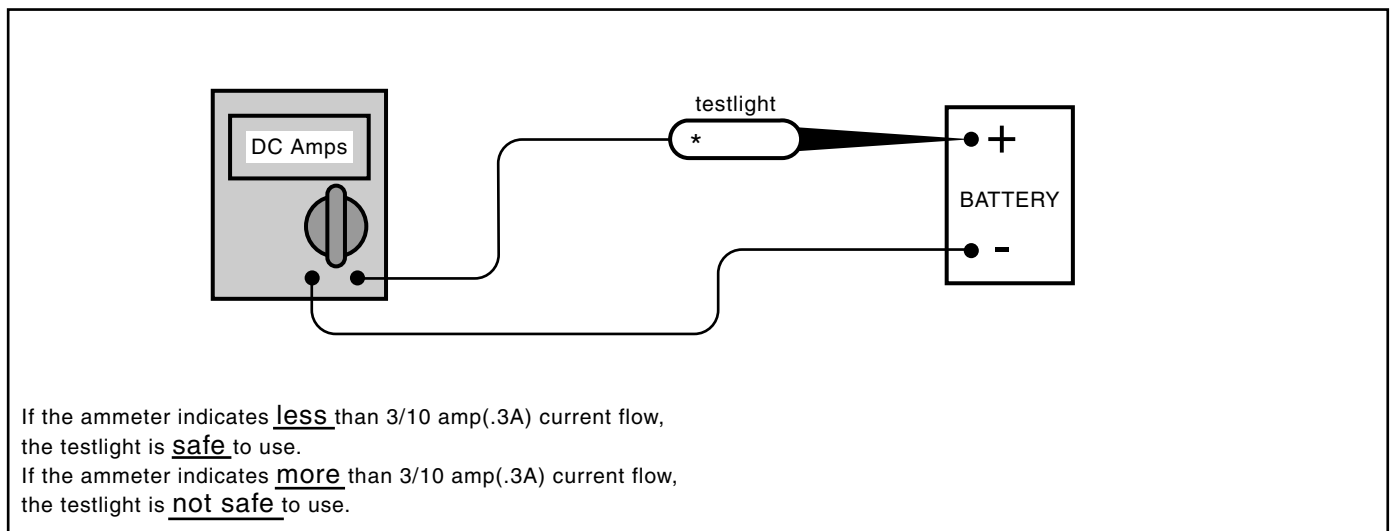 testlight
DC Amps
*
+
BATTERY
-
If the ammeter indicates less than 3/10 amp(.3A) current flow,
the testlight is safe to use.
If the ammeter indicates more than 3/10 amp(.3A) current flow,
the testlight is not safe to use.